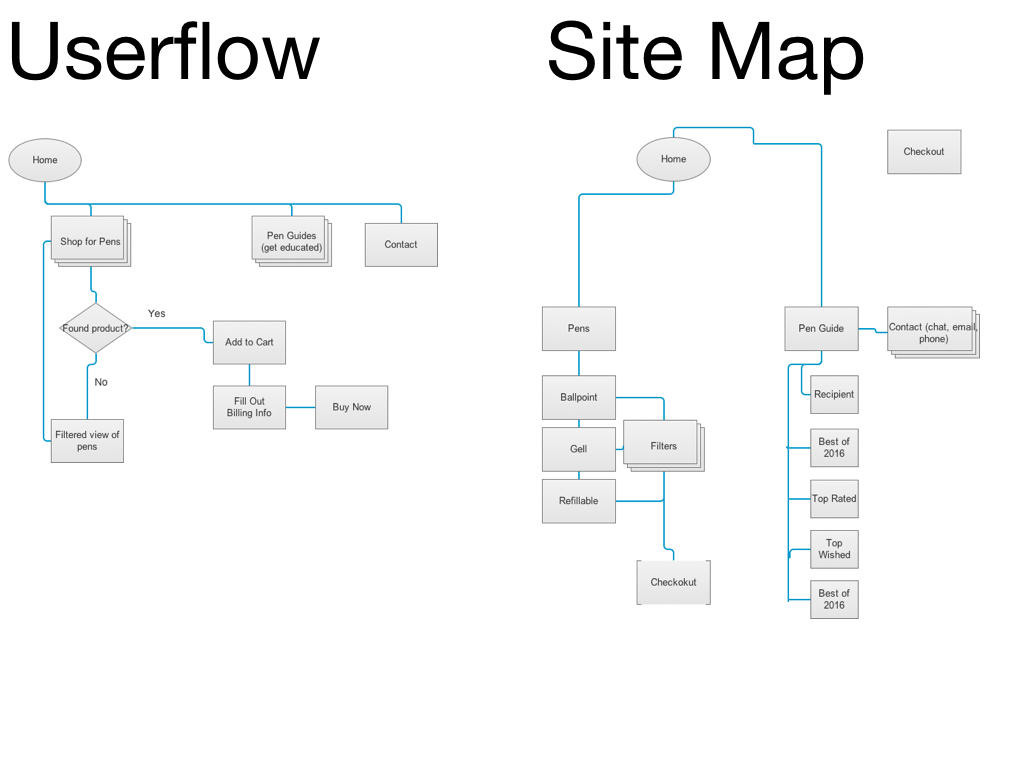 Userflow
Home
Shop for Pens
Pen Guides
(get educated)
Contact
Found product?
Yes
No
Add to Cart
Fill Out
Billing Info
Buy Now
Filtered view of
pens
Site Map
Home
Checkout
Pens
Pen Guide
Contact (chat, email,
phone)
Ballpoint
Gell
Refillable
Filters
Checkokut
Recipient
Best of
2016
Top Rated
Top
Wished
Best of
2016